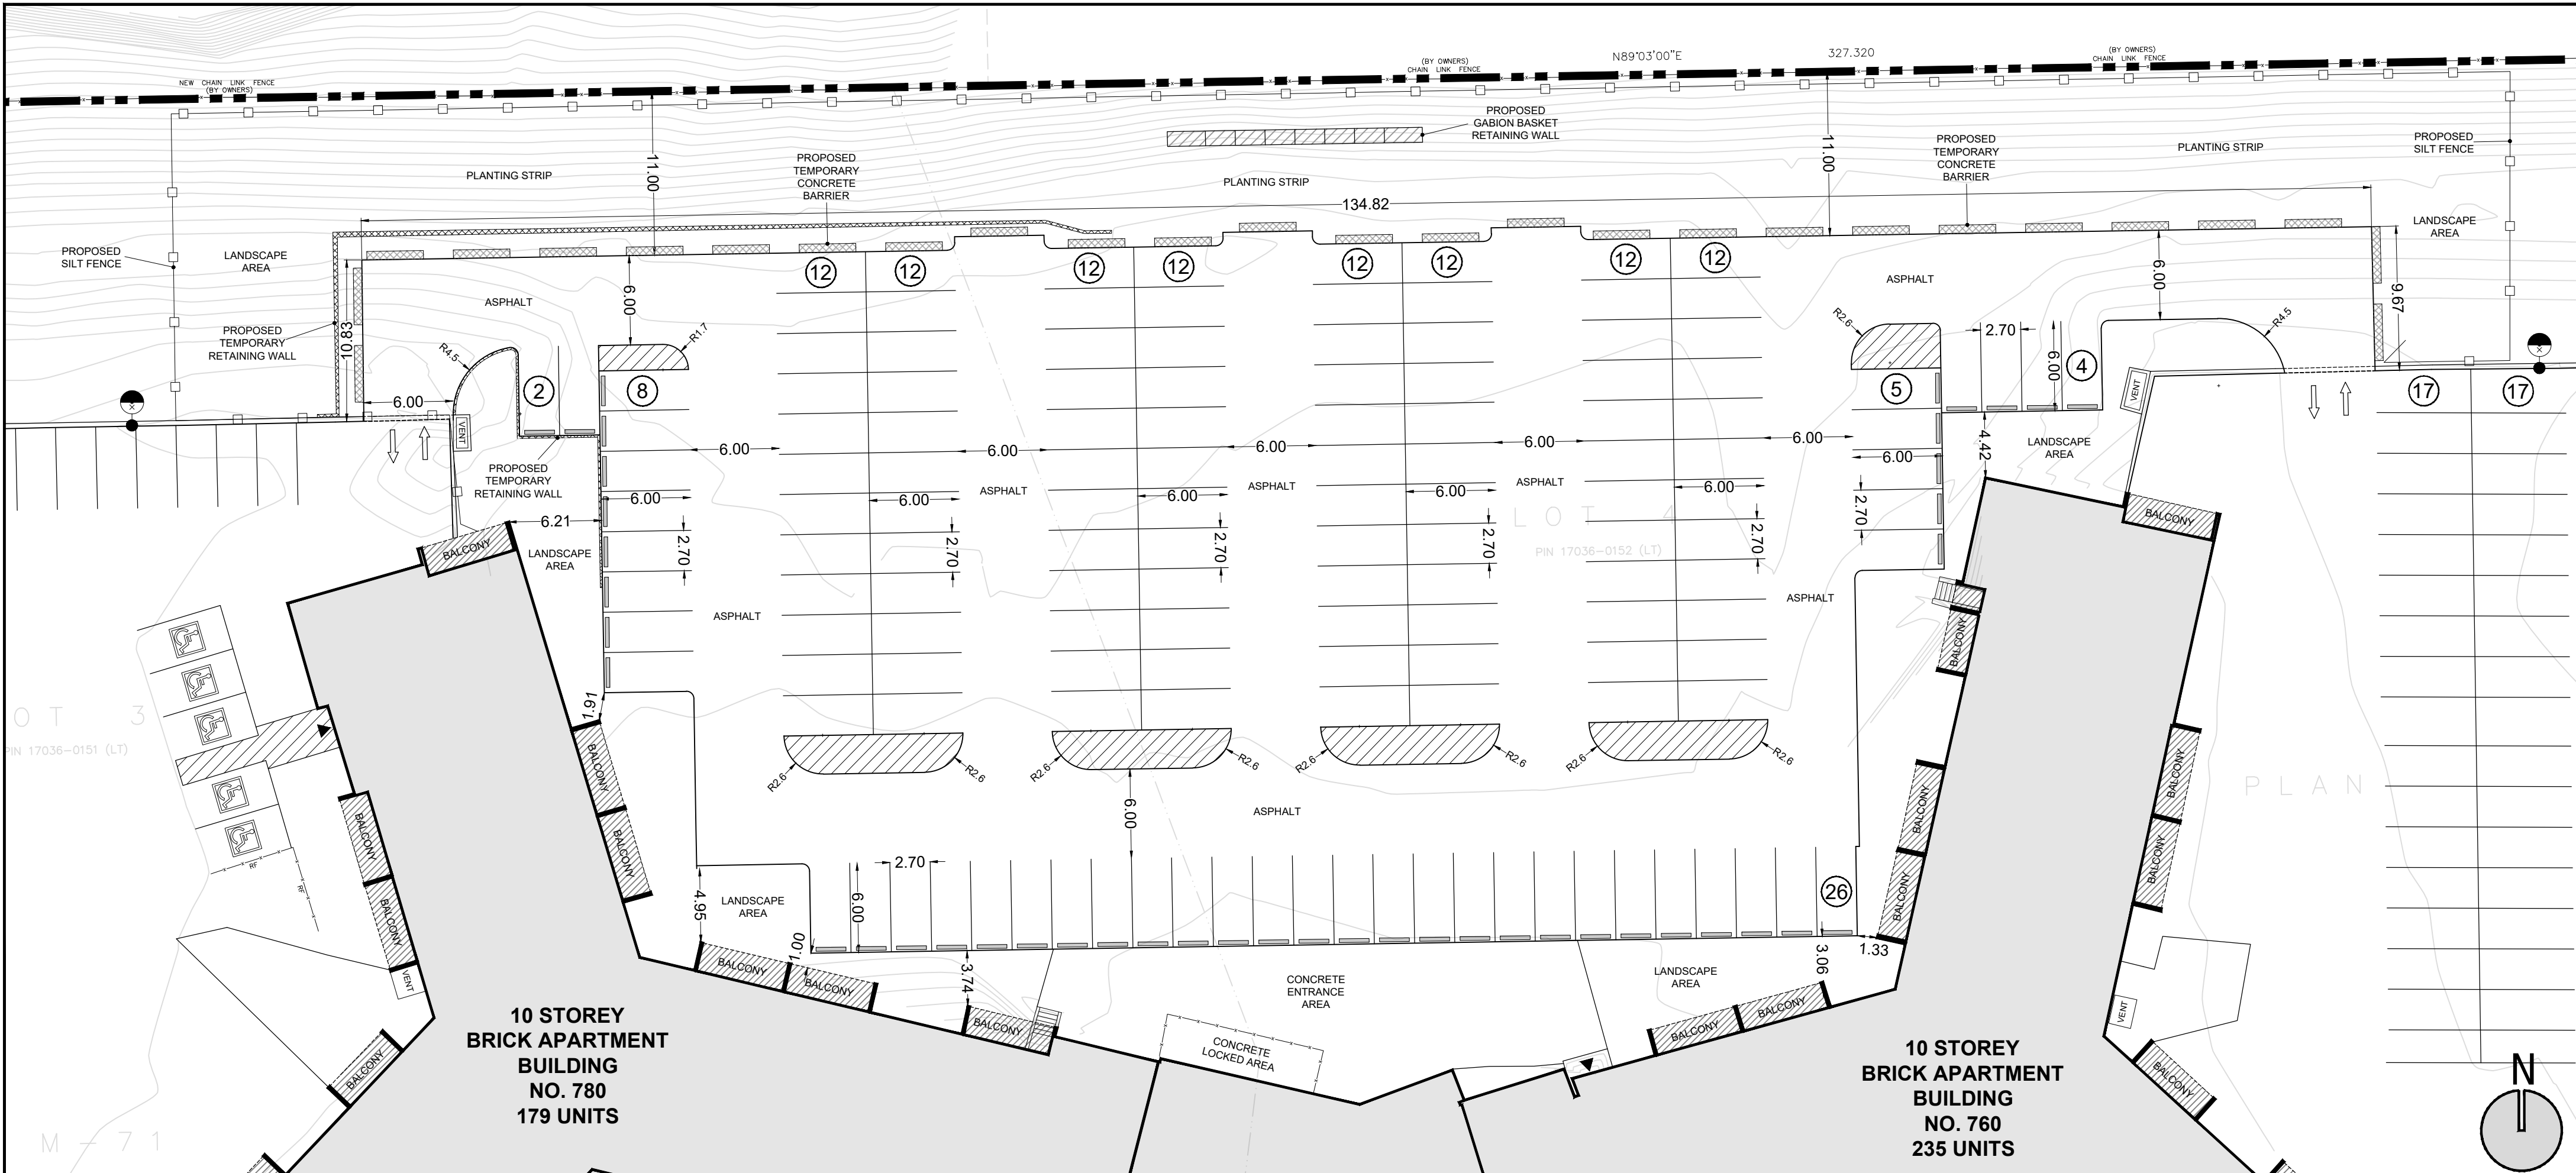 N89°03'00"E
327.320
(BY OWNERS)
CHAIN LINK FENCE
(BY OWNERS)
CHAIN LINK FENCE
NEW CHAIN LINK FENCE
(BY OWNERS)
PROPOSED
GABION BASKET
RETAINING WALL
PROPOSED
TEMPORARY
CONCRETE
BARRIER
PROPOSED
TEMPORARY
CONCRETE
BARRIER
PROPOSED
SILT FENCE
PLANTING STRIP
PLANTING STRIP
PLANTING STRIP
11.00
11.00
134.82
PROPOSED
SILT FENCE
LANDSCAPE
AREA
LANDSCAPE
AREA
12
12
12
12
12
12
12
12
ASPHALT
ASPHALT
6.00
6.00
9.67
10.83
PROPOSED
TEMPORARY
RETAINING WALL
R4.5
R1.7
R2.6
R4.5
2.70
6.00
2
8
5
4
17
17
6.00
VENT
VENT
6.00
6.00
6.00
6.00
6.00
6.00
4.42
LANDSCAPE
AREA
PROPOSED
TEMPORARY
RETAINING WALL
ASPHALT
ASPHALT
ASPHALT
6.00
6.00
6.00
6.00
6.00
6.21
2.70
2.70
2.70
2.70
2.70
2.70
LOT 4
PIN 17036-0152 (LT)
BALCONY
BALCONY
LANDSCAPE
AREA
ASPHALT
ASPHALT
BALCONY
1.91
OT 3
PIN 17036-0151 (LT)
R2.6
R2.6
R2.6
R2.6
R2.6
R2.6
R2.6
R2.6
BALCONY
BALCONY
BALCONY
BALCONY
BALCONY
BALCONY
BALCONY
BALCONY
PLAN
6.00
ASPHALT
RF
RF
2.70
6.00
26
4.95
LANDSCAPE
AREA
1.00
3.74
3.06
1.33
BALCONY
BALCONY
BALCONY
VENT
CONCRETE
ENTRANCE
AREA
LANDSCAPE
AREA
BALCONY
BALCONY
VENT
CONCRETE
LOCKED AREA
BALCONY
BALCONY
10 STOREY
BRICK APARTMENT
BUILDING
NO. 780
179 UNITS
10 STOREY
BRICK APARTMENT
BUILDING
NO. 760
235 UNITS
N
M-71